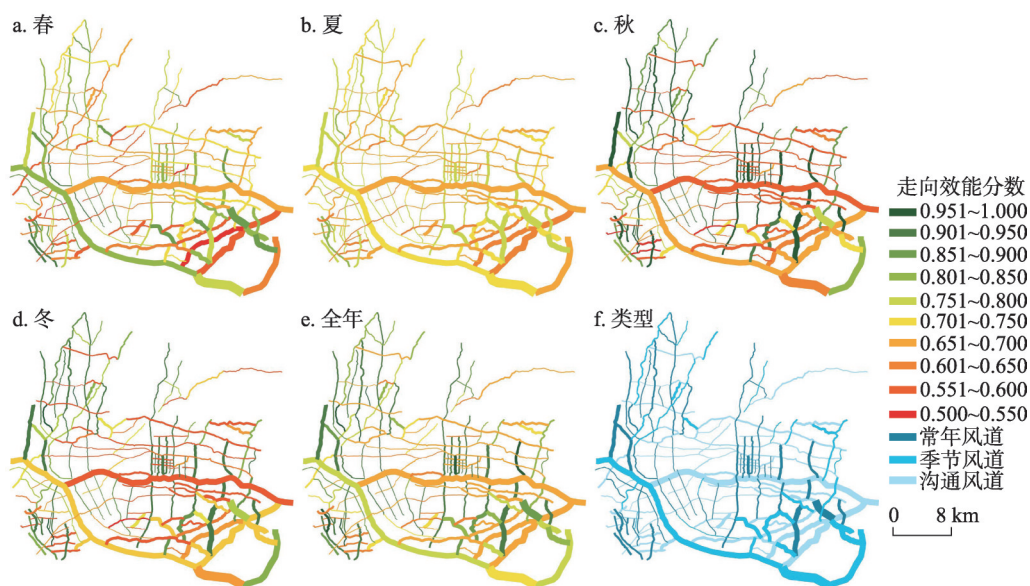 a. 春
b. 夏
c. 秋
d. 冬
e. 全年
f. 类型
走向效能分数
0.951~1.000
0.901~0.950
0.851~0.900
0.801~0.850
0.751~0.800
0.701~0.750
0.651~0.700
0.601~0.650
0.551~0.600
0.500~0.550
常年风道
季节风道
沟通风道
0 8 km